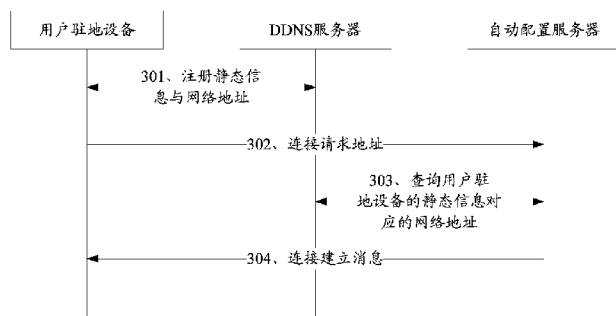 用户驻地设备
DDNS服务器
自动配置服务器
301、注册静态信
息与网络地址
302、连接请求地址
303、查询用户驻
地设备的静态信息对
应的网络地址
304、连接建立消息